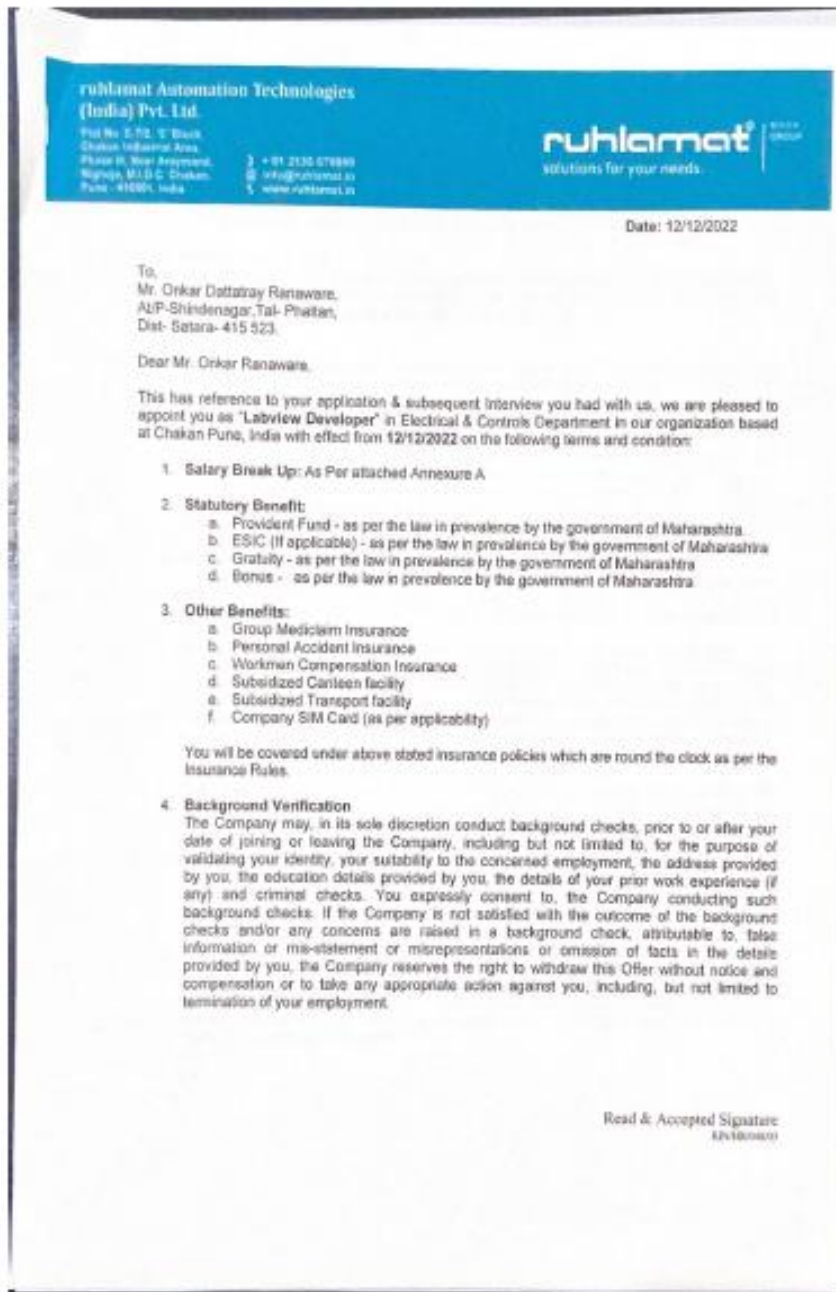 ruhlamat Automation Technologies
(India) Pvt. Ltd.
Chakan Industrial Area,
Nighoje, M.I.D.C. Chakan,
Pune - 410501, India
info@ruhlamat.in
www.ruhlamat.in
ruhlamat
GROUP
solutions for your needs.
Date: 12/12/2022
To,
Mr. Onkar Dattatray Ranaware,
At/P-Shindenagar,Tal- Phaltan,
Dist- Satara- 415 523.
Dear Mr. Onkar Ranaware,
This has reference to your application & subsequent Interview you had with us, we are pleased to
appoint you as "Labview Developer" in Electrical & Controls Department in our organization based
at Chakan Pune, India with effect from 12/12/2022 on the following terms and condition:
1. Salary Break Up: As Per attached Annexure A
2. Statutory Benefit:
a. Provident Fund - as per the law in prevalence by the government of Maharashtra
b. ESIC (If applicable) - as per the law in prevalence by the government of Maharashtra
c. Gratuity - as per the law in prevalence by the government of Maharashtra
d. Bonus - as per the law in prevalence by the government of Maharashtra
3. Other Benefits:
a. Group Mediclaim Insurance
b. Personal Accident Insurance
c. Workmen Compensation Insurance
d. Subsidized Canteen facility
e. Subsidized Transport facility
f. Company SIM Card (as per applicability)
You will be covered under above stated insurance policies which are round the clock as per the
Insurance Rules.
4. Background Verification
The Company may, in its sole discretion conduct background checks, prior to or after your
date of joining or leaving the Company, including but not limited to, for the purpose of
validating your identity, your suitability to the concerned employment, the address provided
by you, the education details provided by you, the details of your prior work experience (if
any) and criminal checks. You expressly consent to, the Company conducting such
background checks. If the Company is not satisfied with the outcome of the background
checks and/or any concerns are raised in a background check, attributable to, false
information or mis-statement or misrepresentations or omission of facts in the details
provided by you, the Company reserves the right to withdraw this Offer without notice and
compensation or to take any appropriate action against you, including, but not limited to
termination of your employment.
Read & Accepted Signature